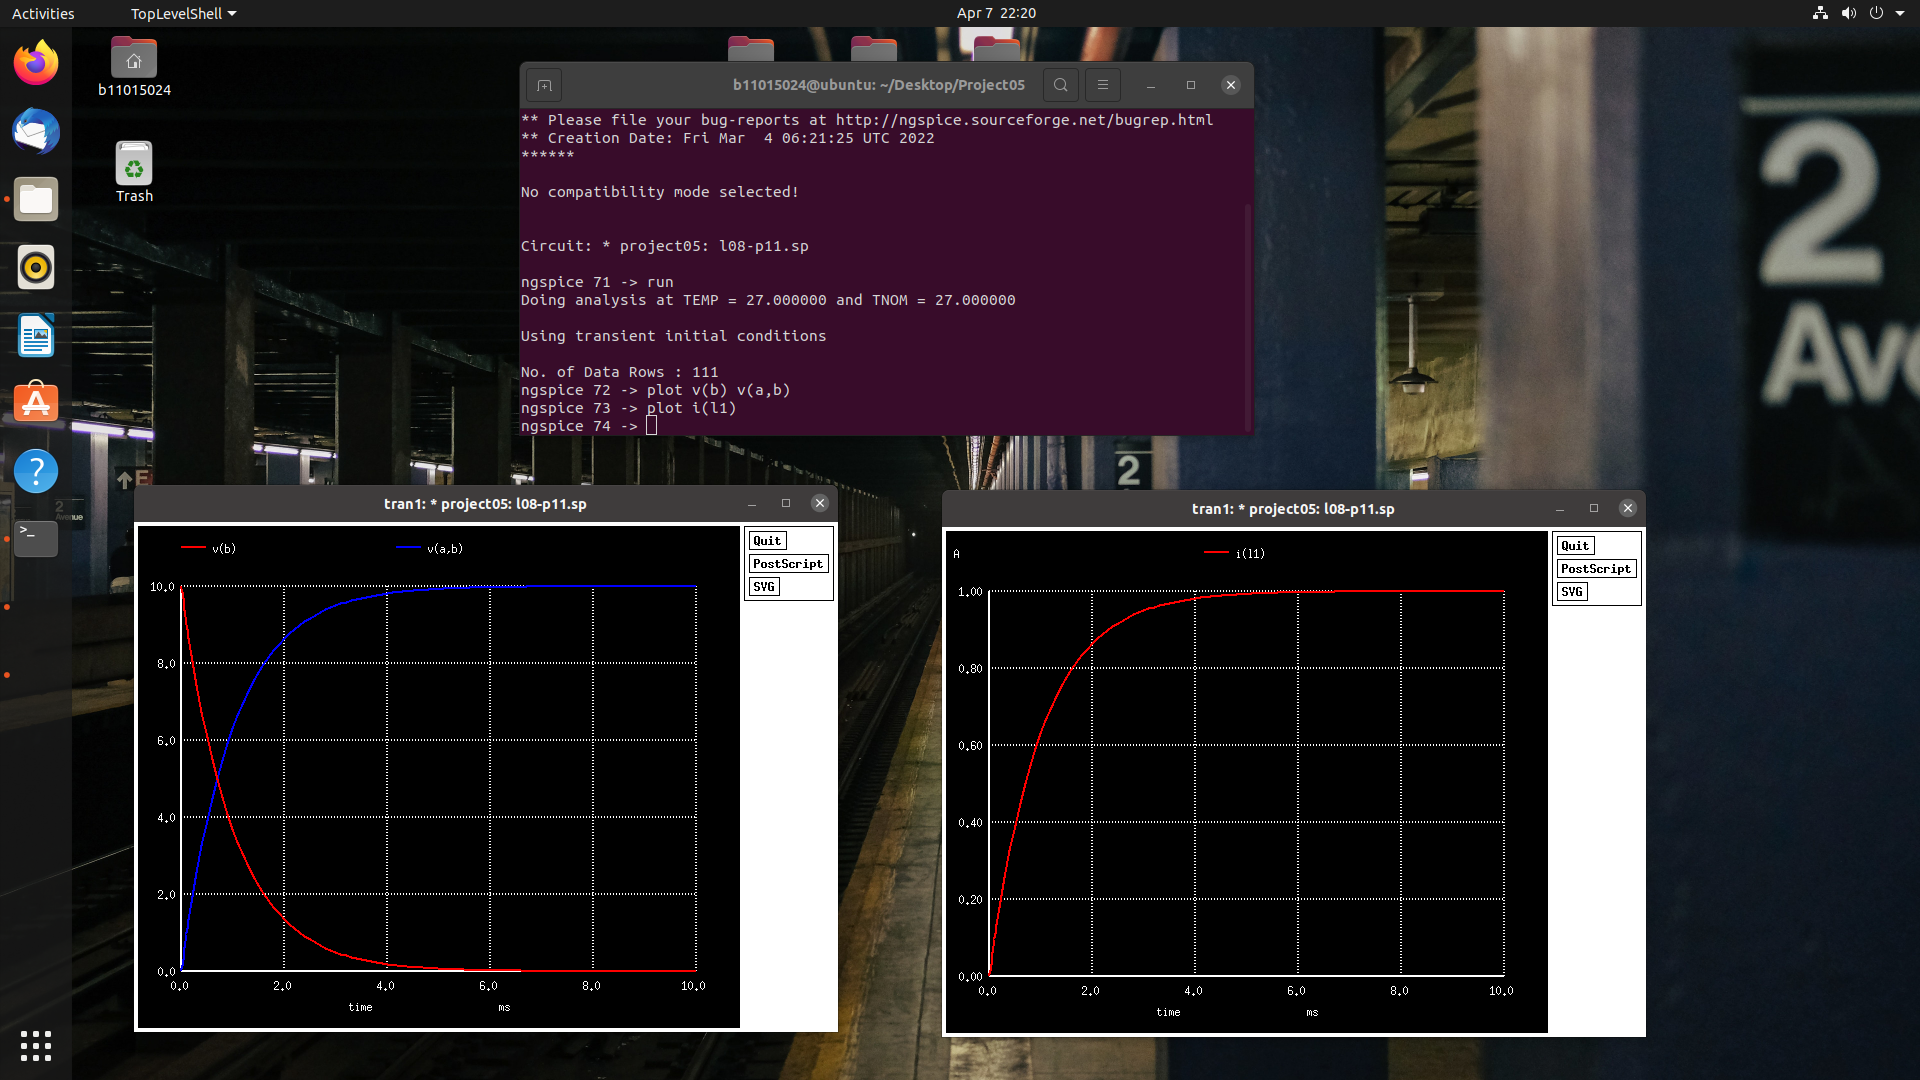 Activities
TopLevelShell
Apr 7 22:20
b11015024
Trash
b11015024@ubuntu: ~/Desktop/Project05
** Please file your bug-reports at http://ngspice.sourceforge.net/bugrep.html
** Creation Date: Fri Mar  4 06:21:25 UTC 2022
******
No compatibility mode selected!
Circuit: * project05: l08-p11.sp
ngspice 71 -> run
Doing analysis at TEMP = 27.000000 and TNOM = 27.000000
Using transient initial conditions
No. of Data Rows : 111
ngspice 72 -> plot v(b) v(a,b)
ngspice 73 -> plot i(l1)
ngspice 74 ->
2
Av
2
E
2
Avenue
tran1: * project05: l08-p11.sp
v(b)
v(a,b)
Quit
PostScript
SVG
10.0
8.0
6.0
4.0
2.0
0.0
0.0 2.0 4.0 6.0 8.0 10.0
time ms
tran1: * project05: l08-p11.sp
A
i(l1)
Quit
PostScript
SVG
1.00
0.80
0.60
0.40
0.20
0.00
0.0 2.0 4.0 6.0 8.0 10.0
time ms